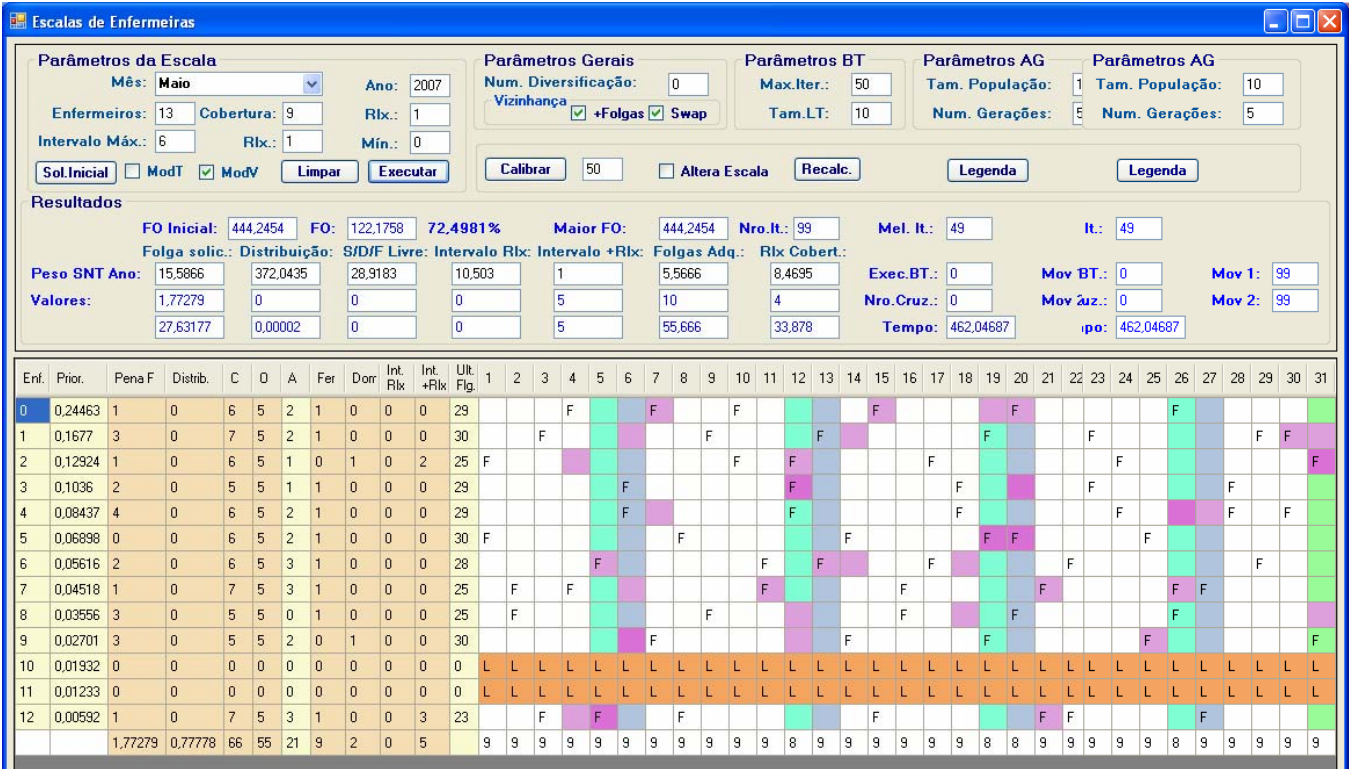 Escalas de Enfermeiras
Parâmetros da Escala
Mês: Maio
Ano: 2007
Enfermeiros: 13 Cobertura: 9 Rlx.: 1
Intervalo Máx.: 6 Rlx.: 1 Mín.: 0
Sol.Inicial ModT ModV Limpar Executar
Parâmetros Gerais
Num. Diversificação: 0
Vizinhança
+Folgas Swap
Parâmetros BT
Max.Iter.: 50
Tam.LT: 10
Parâmetros AG
Tam. População: 1
Num. Gerações: 5
Parâmetros AG
Tam. População: 10
Num. Gerações: 5
Calibrar 50 Altera Escala Recalc. Legenda Legenda
Resultados
FO Inicial: 444,2454 FO: 122,1758 72,4981% Maior FO: 444,2454 Nro.It.: 99 Mel. It.: 49 It.: 49
Folga solic.: Distribuição: S/D/F Livre: Intervalo Rlx: Intervalo +Rlx: Folgas Adq.: Rlx Cobert.:
Peso SNT Ano: 15,5866 372,0435 28,9183 10,503 1 5,5666 8,4695 Exec.BT.: 0 Mov BT.: 0 Mov 1: 99
Valores: 1,77279 0 0 0 5 10 4 Nro.Cruz.: 0 Mov uz.: 0 Mov 2: 99
27,63177 0,00002 0 0 5 55,666 33,878 Tempo: 462,04687 po: 462,04687
Enf. Prior. Pena F Distrib. C O A Fer Dorr Int. Rlx Int. +Rlx Ult. Flg. 1 2 3 4 5 6 7 8 9 10 11 12 13 14 15 16 17 18 19 20 21 22 23 24 25 26 27 28 29 30 31
0 0,24463 1 0 6 5 2 1 0 0 0 29 F F F F F F
1 0,1677 3 0 7 5 2 1 0 0 0 30 F F F F F F F
2 0,12924 1 0 6 5 1 0 1 0 2 25 F F F F F F
3 0,1036 2 0 5 5 1 1 0 0 0 29 F F F F F
4 0,08437 4 0 6 5 2 1 0 0 0 29 F F F F F F
5 0,06898 0 0 6 5 2 1 0 0 0 30 F F F F F F
6 0,05616 2 0 6 5 3 1 0 0 0 28 F F F F F F
7 0,04518 1 0 7 5 3 1 0 0 0 25 F F F F F F F
8 0,03556 3 0 5 5 0 1 0 0 0 25 F F F F F
9 0,02701 3 0 5 5 2 0 1 0 0 30 F F F F F
10 0,01932 0 0 0 0 0 0 0 0 0 0 L L L L L L L L L L L L L L L L L L L L L L L L L L L L L L L
11 0,01233 0 0 0 0 0 0 0 0 0 0 L L L L L L L L L L L L L L L L L L L L L L L L L L L L L L L
12 0,00592 1 0 7 5 3 1 0 0 3 23 F F F F F F F
1,77279 0,77778 66 55 21 9 2 0 5 9 9 9 9 9 9 9 9 9 9 9 8 9 9 9 9 9 9 8 8 9 9 9 9 9 8 9 9 9 9 9